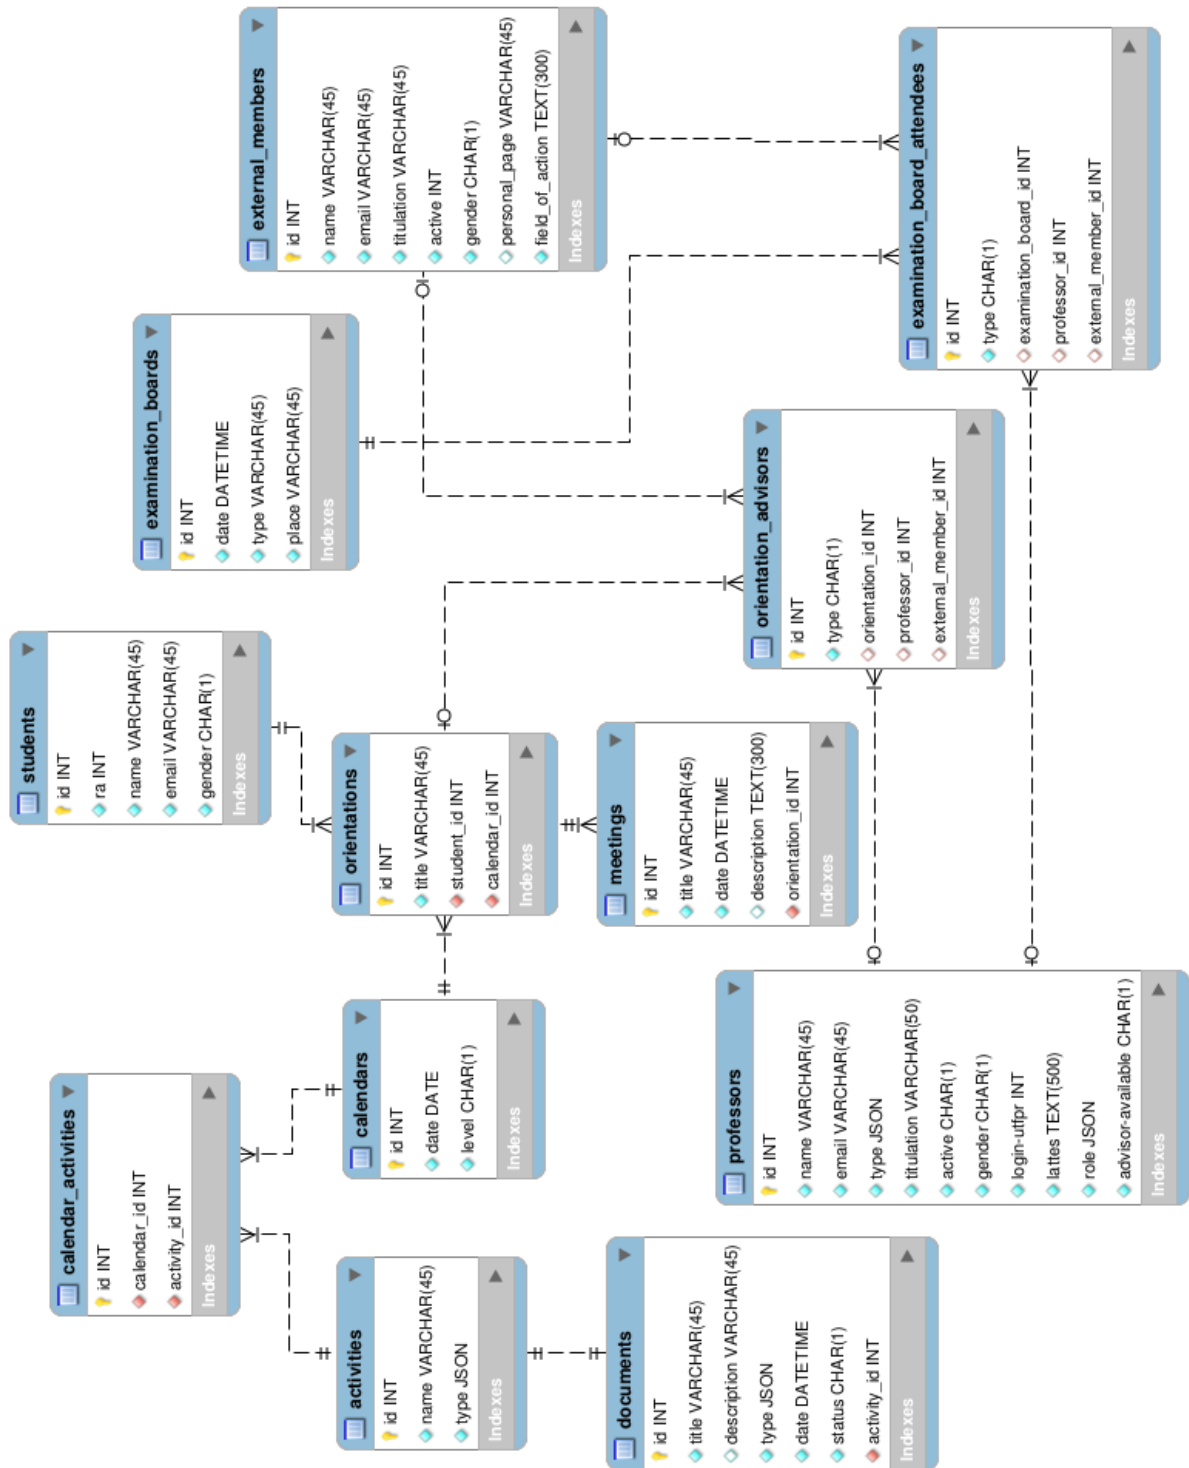 calendar_activities
id INT
calendar_id INT
activity_id INT
Indexes
students
id INT
ra INT
name VARCHAR(45)
email VARCHAR(45)
gender CHAR(1)
Indexes
examination_boards
id INT
date DATETIME
type VARCHAR(45)
place VARCHAR(45)
Indexes
external_members
id INT
name VARCHAR(45)
email VARCHAR(45)
titulation VARCHAR(45)
active INT
gender CHAR(1)
personal_page VARCHAR(45)
field_of_action TEXT(300)
Indexes
activities
id INT
name VARCHAR(45)
type JSON
Indexes
calendars
id INT
date DATE
level CHAR(1)
Indexes
orientations
id INT
title VARCHAR(45)
student_id INT
calendar_id INT
Indexes
documents
id INT
title VARCHAR(45)
description VARCHAR(45)
type JSON
date DATETIME
status CHAR(1)
activity_id INT
Indexes
meetings
id INT
title VARCHAR(45)
date DATETIME
description TEXT(300)
orientation_id INT
Indexes
professors
id INT
name VARCHAR(45)
email VARCHAR(45)
type JSON
titulation VARCHAR(50)
active CHAR(1)
gender CHAR(1)
login-utfpr INT
lattes TEXT(500)
role JSON
advisor-available CHAR(1)
Indexes
orientation_advisors
id INT
type CHAR(1)
orientation_id INT
professor_id INT
external_member_id INT
Indexes
examination_board_attendees
id INT
type CHAR(1)
examination_board_id INT
professor_id INT
external_member_id INT
Indexes